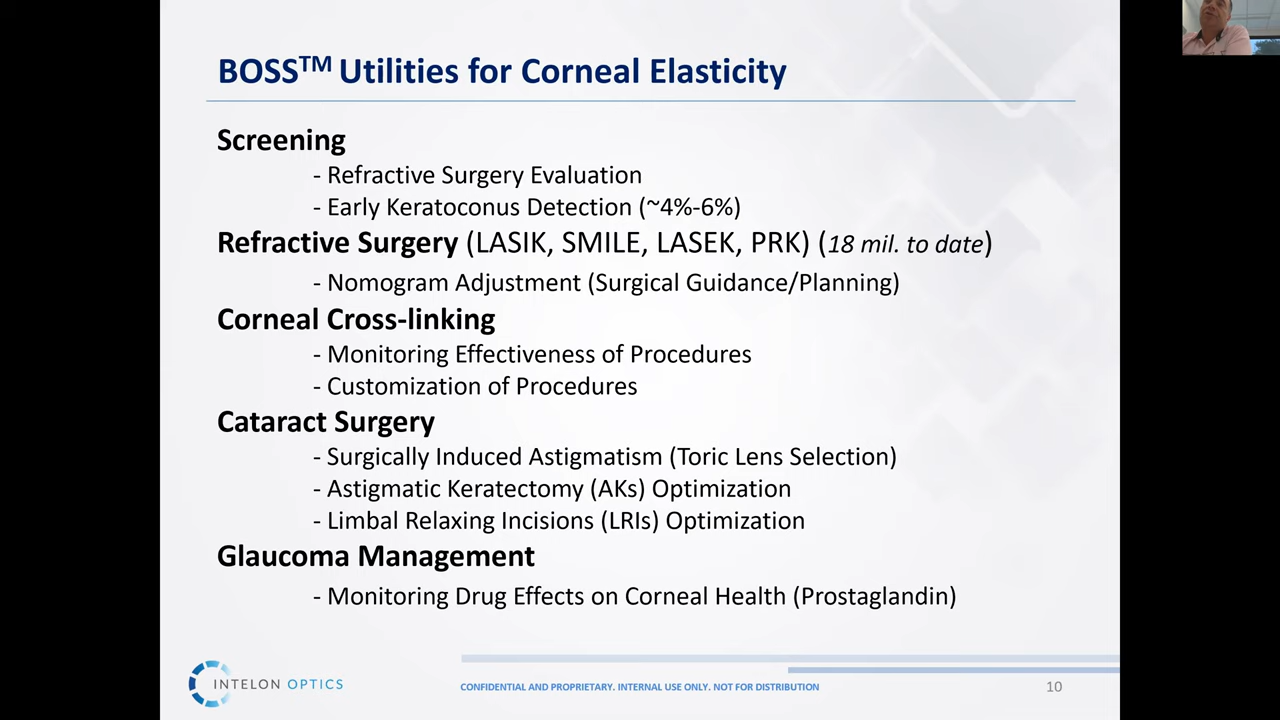 BOSS™ Utilities for Corneal Elasticity
Screening
- Refractive Surgery Evaluation
- Early Keratoconus Detection (~4%-6%)
Refractive Surgery (LASIK, SMILE, LASEK, PRK) (18 mil. to date)
- Nomogram Adjustment (Surgical Guidance/Planning)
Corneal Cross-linking
- Monitoring Effectiveness of Procedures
- Customization of Procedures
Cataract Surgery
- Surgically Induced Astigmatism (Toric Lens Selection)
- Astigmatic Keratectomy (AKs) Optimization
- Limbal Relaxing Incisions (LRIs) Optimization
Glaucoma Management
- Monitoring Drug Effects on Corneal Health (Prostaglandin)
INTELON OPTICS
CONFIDENTIAL AND PROPRIETARY. INTERNAL USE ONLY. NOT FOR DISTRIBUTION
10